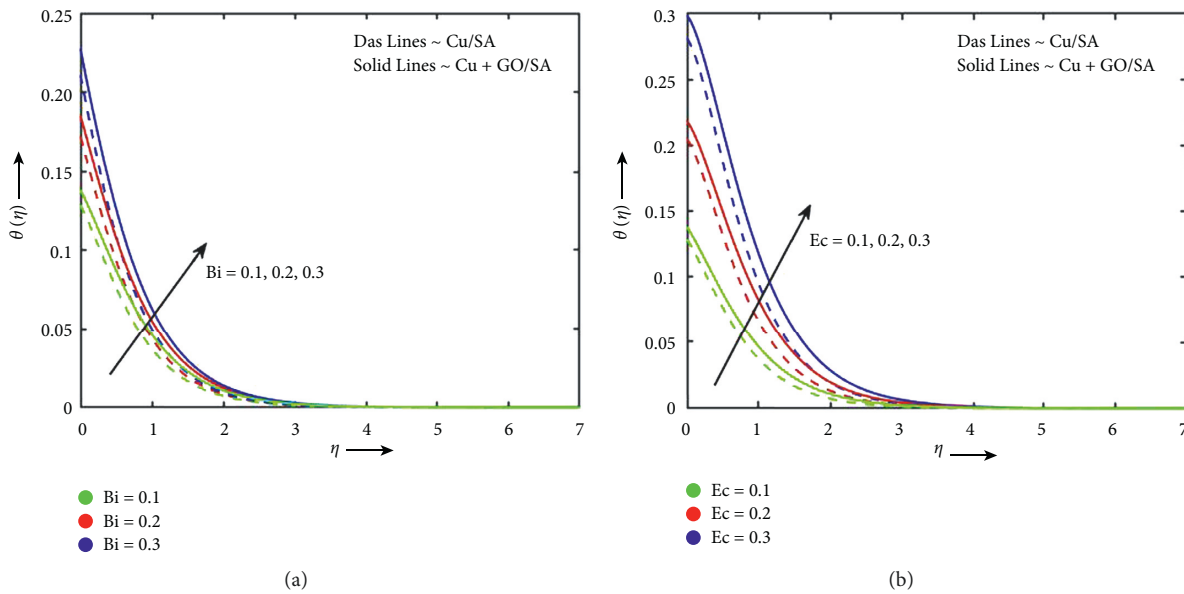 0.25
0.20
0.15
0.1
0.05
0
θ (η)
Das Lines ~ Cu/SA
Solid Lines ~ Cu + GO/SA
Bi = 0.1, 0.2, 0.3
0 1 2 3 4 5 6 7
η
Bi = 0.1
Bi = 0.2
Bi = 0.3
(a)
0.3
0.25
0.2
0.15
0.1
0.05
0
θ (η)
Das Lines ~ Cu/SA
Solid Lines ~ Cu + GO/SA
Ec = 0.1, 0.2, 0.3
0 1 2 3 4 5 6 7
η
Ec = 0.1
Ec = 0.2
Ec = 0.3
(b)